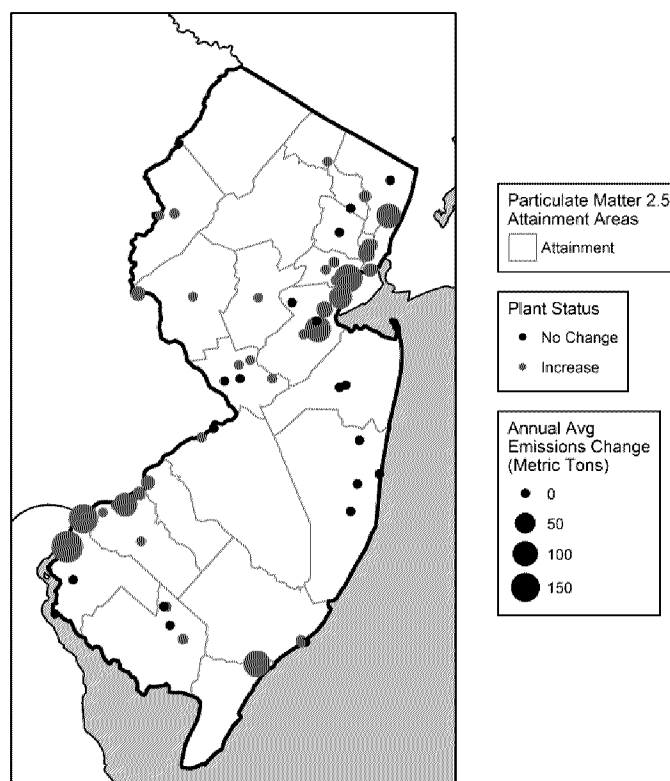 Particulate Matter 2.5
Attainment Areas
Attainment
Plant Status
No Change
Increase
Annual Avg
Emissions Change
(Metric Tons)
0
50
100
150